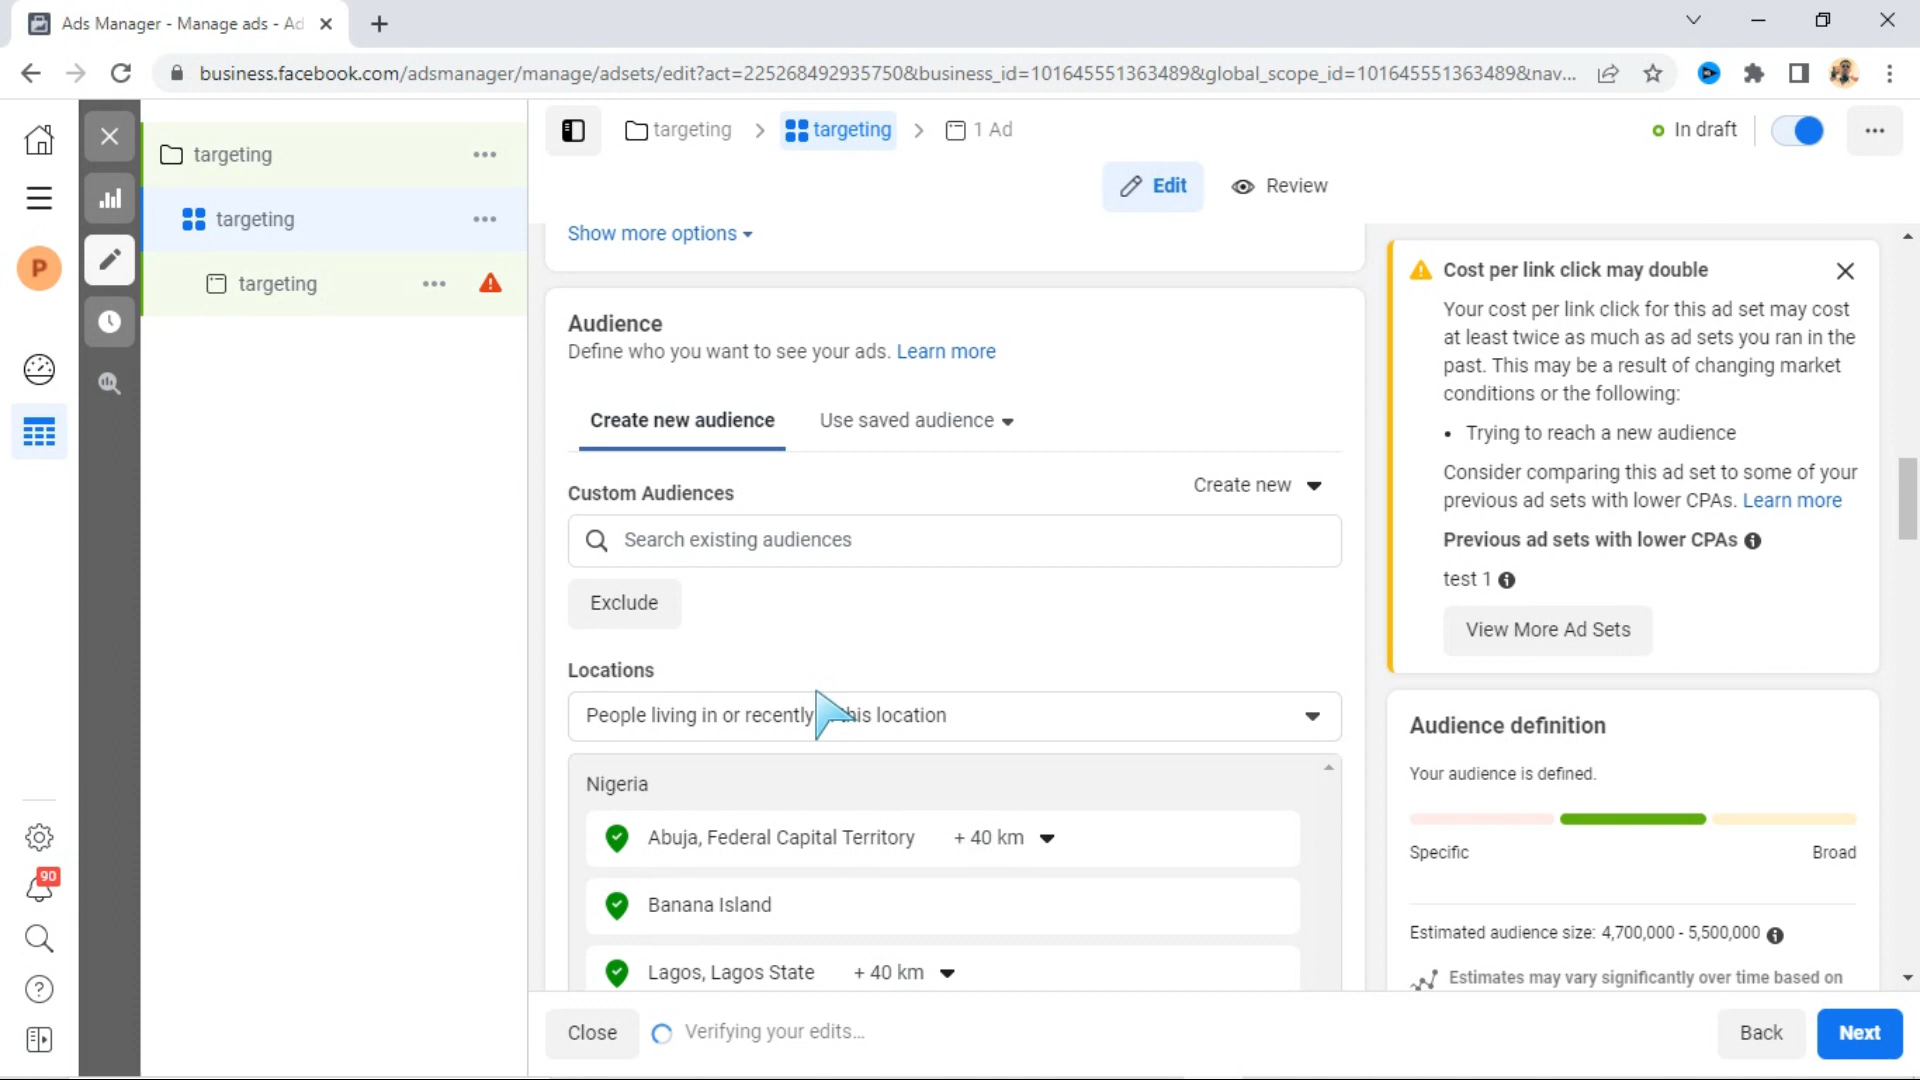 Ads Manager - Manage ads - Ad
business.facebook.com/adsmanager/manage/adsets/edit?act=225268492935750&business_id=101645551363489&global_scope_id=101645551363489&nav...
P
90
targeting
targeting
targeting
targeting
targeting
1 Ad
In draft
Edit
Review
Show more options
Audience
Define who you want to see your ads. Learn more
Create new audience
Use saved audience
Custom Audiences
Create new
Search existing audiences
Exclude
Locations
People living in or recently this location
Nigeria
Abuja, Federal Capital Territory + 40 km
Banana Island
Lagos, Lagos State + 40 km
Cost per link click may double
Your cost per link click for this ad set may cost
at least twice as much as ad sets you ran in the
past. This may be a result of changing market
conditions or the following:
• Trying to reach a new audience
Consider comparing this ad set to some of your
previous ad sets with lower CPAs. Learn more
Previous ad sets with lower CPAs
test 1
View More Ad Sets
Audience definition
Your audience is defined.
Specific
Broad
Estimated audience size: 4,700,000 - 5,500,000
Estimates may vary significantly over time based on
Close
Verifying your edits...
Back
Next